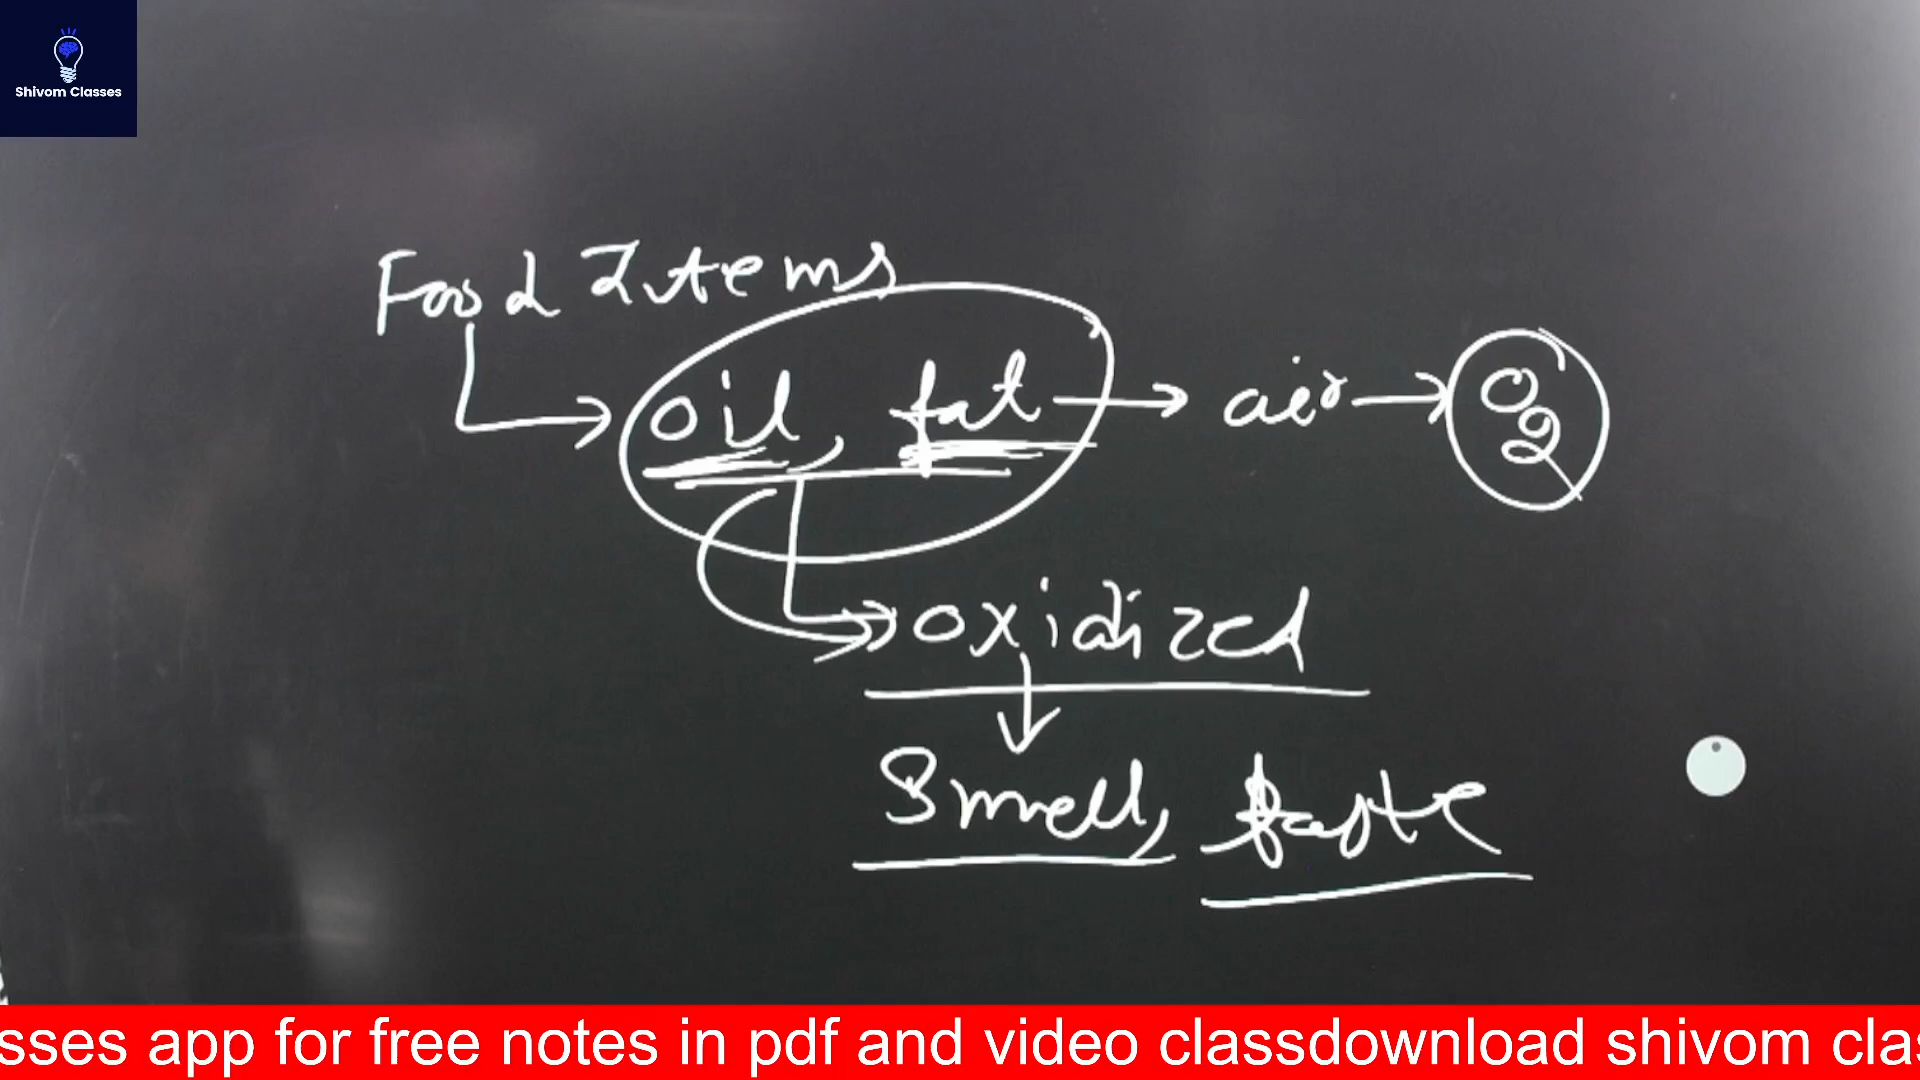 Shivom Classes
Food Items
oil, fat → air → O2
oxidized
Smell, taste
sses app for free notes in pdf and video classdownload shivom clas